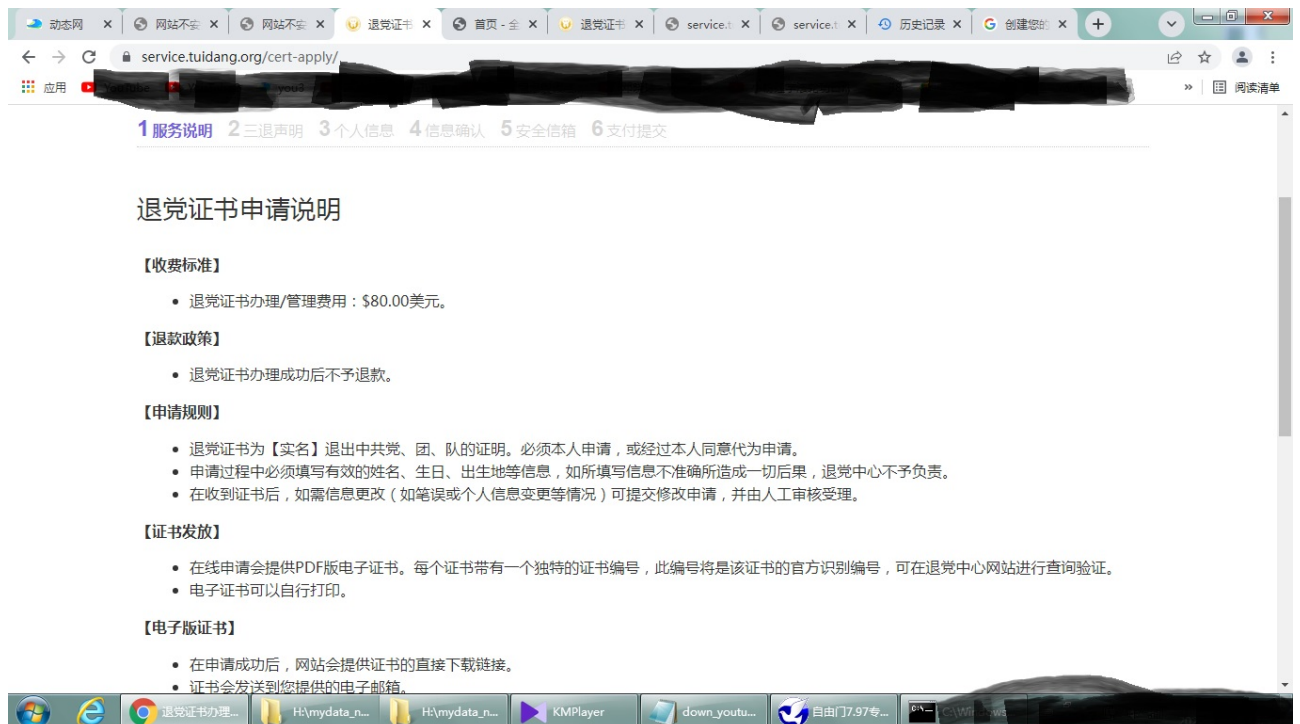 动态网
网站不安
网站不安
退党证书
首页 - 全
退党证书
service.t
service.t
历史记录
创建您的
service.tuidang.org/cert-apply/
应用
you3
»
阅读清单
1 服务说明 2 三退声明 3 个人信息 4 信息确认 5 安全信箱 6 支付提交
退党证书申请说明
【收费标准】
• 退党证书办理/管理费用：$80.00美元。
【退款政策】
• 退党证书办理成功后不予退款。
【申请规则】
• 退党证书为【实名】退出中共党、团、队的证明。必须本人申请，或经过本人同意代为申请。
• 申请过程中必须填写有效的姓名、生日、出生地等信息，如所填写信息不准确所造成一切后果，退党中心不予负责。
• 在收到证书后，如需信息更改（如笔误或个人信息变更等情况）可提交修改申请，并由人工审核受理。
【证书发放】
• 在线申请会提供PDF版电子证书。每个证书带有一个独特的证书编号，此编号将是该证书的官方识别编号，可在退党中心网站进行查询验证。
• 电子证书可以自行打印。
【电子版证书】
• 在申请成功后，网站会提供证书的直接下载链接。
• 证书会发送到您提供的电子邮箱。
退党证书办理...
H:\mydata_n...
H:\mydata_n...
KMPlayer
down_youtu...
自由门7.97专...
C:\Windows